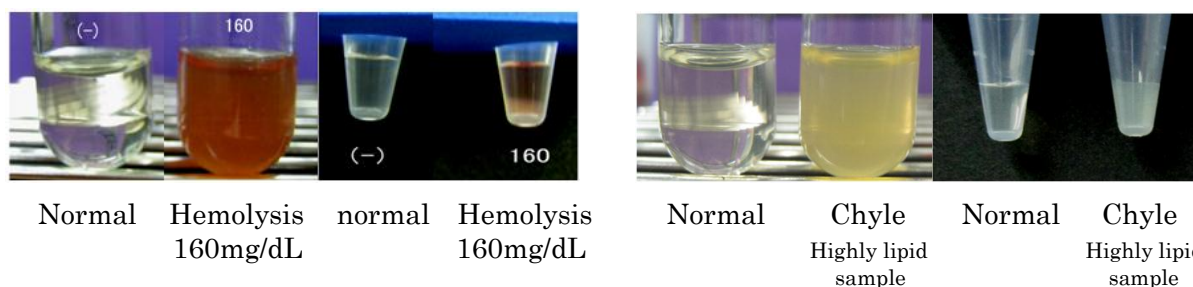 (-)
160
(-)
160
Normal
Hemolysis
160mg/dL
normal
Hemolysis
160mg/dL
Normal
Chyle
Highly lipid
sample
Normal
Chyle
Highly lipid
sample